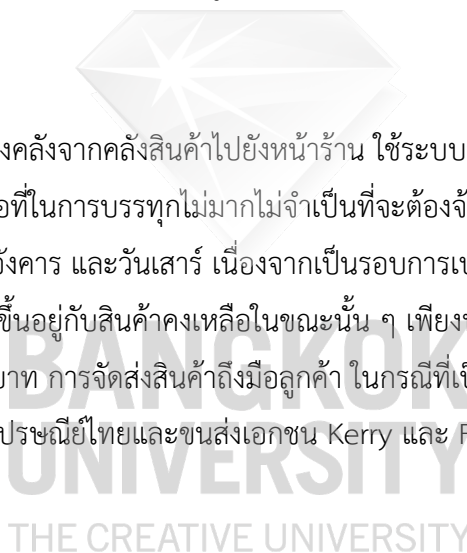 งคลังจากคลังสินค้าไปยังหน้าร้าน ใช้ระบบ
อที่ในการบรรทุกไม่มากไม่จำเป็นที่จะต้องจ้
อังคาร และวันเสาร์ เนื่องจากเป็นรอบการเ
ขึ้นอยู่กับสินค้าคงเหลือในขณะนั้น ๆ เพียง
บาท การจัดส่งสินค้าถึงมือลูกค้า ในกรณีที่เป็
ปรษณีย์ไทยและขนส่งเอกชน Kerry และ F
BANGKOK
UNIVERSITY
THE CREATIVE UNIVERSITY